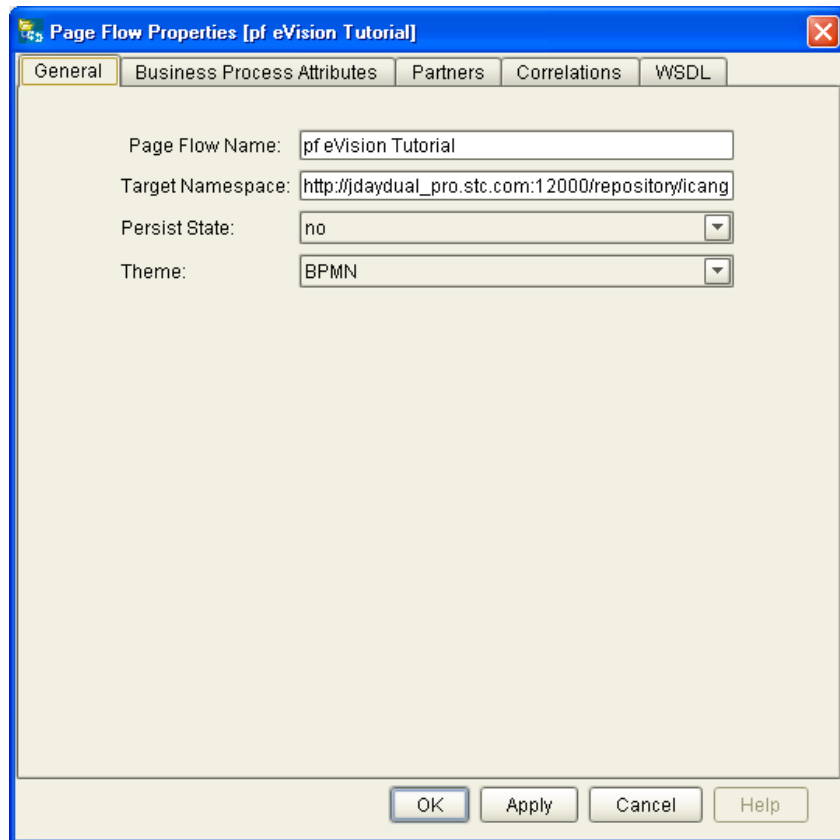 Page Flow Properties [pf eVision Tutorial]
General Business Process Attributes Partners Correlations WSDL
Page Flow Name: pf eVision Tutorial
Target Namespace: http://jdaydual_pro.stc.com:12000/repository/icang
Persist State: no
Theme: BPMN
OK Apply Cancel Help